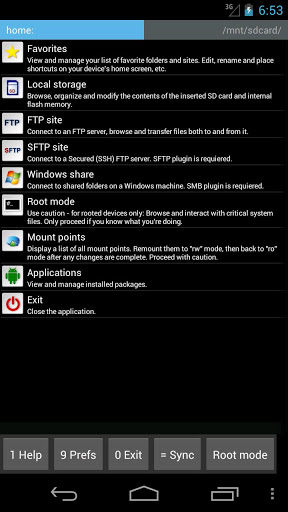 3G 6:53
home: /mnt/sdcard/
Favorites
View and manage your list of favorite folders and sites. Edit, rename and place
shortcuts on your device's home screen, etc.
Local storage
Browse, organize and modify the contents of the inserted SD card and internal
flash memory.
FTP FTP site
Connect to an FTP server, browse and transfer files both to and from it.
SFTP SFTP site
Connect to a Secured (SSH) FTP server. SFTP plugin is requiered.
Windows share
Connect to shared folders on a Windows machine. SMB plugin is requiered.
Root mode
Use caution - for rooted devices only: Browse and interact with critical system
files. Only proceed if you know what you're doing.
Mount points
Display a list of all mount points. Remount them to "rw" mode, then back to "ro"
mode after any changes are complete. Proceed with caution.
Applications
View and manage installed packages.
Exit
Close the application.
1 Help 9 Prefs 0 Exit = Sync Root mode